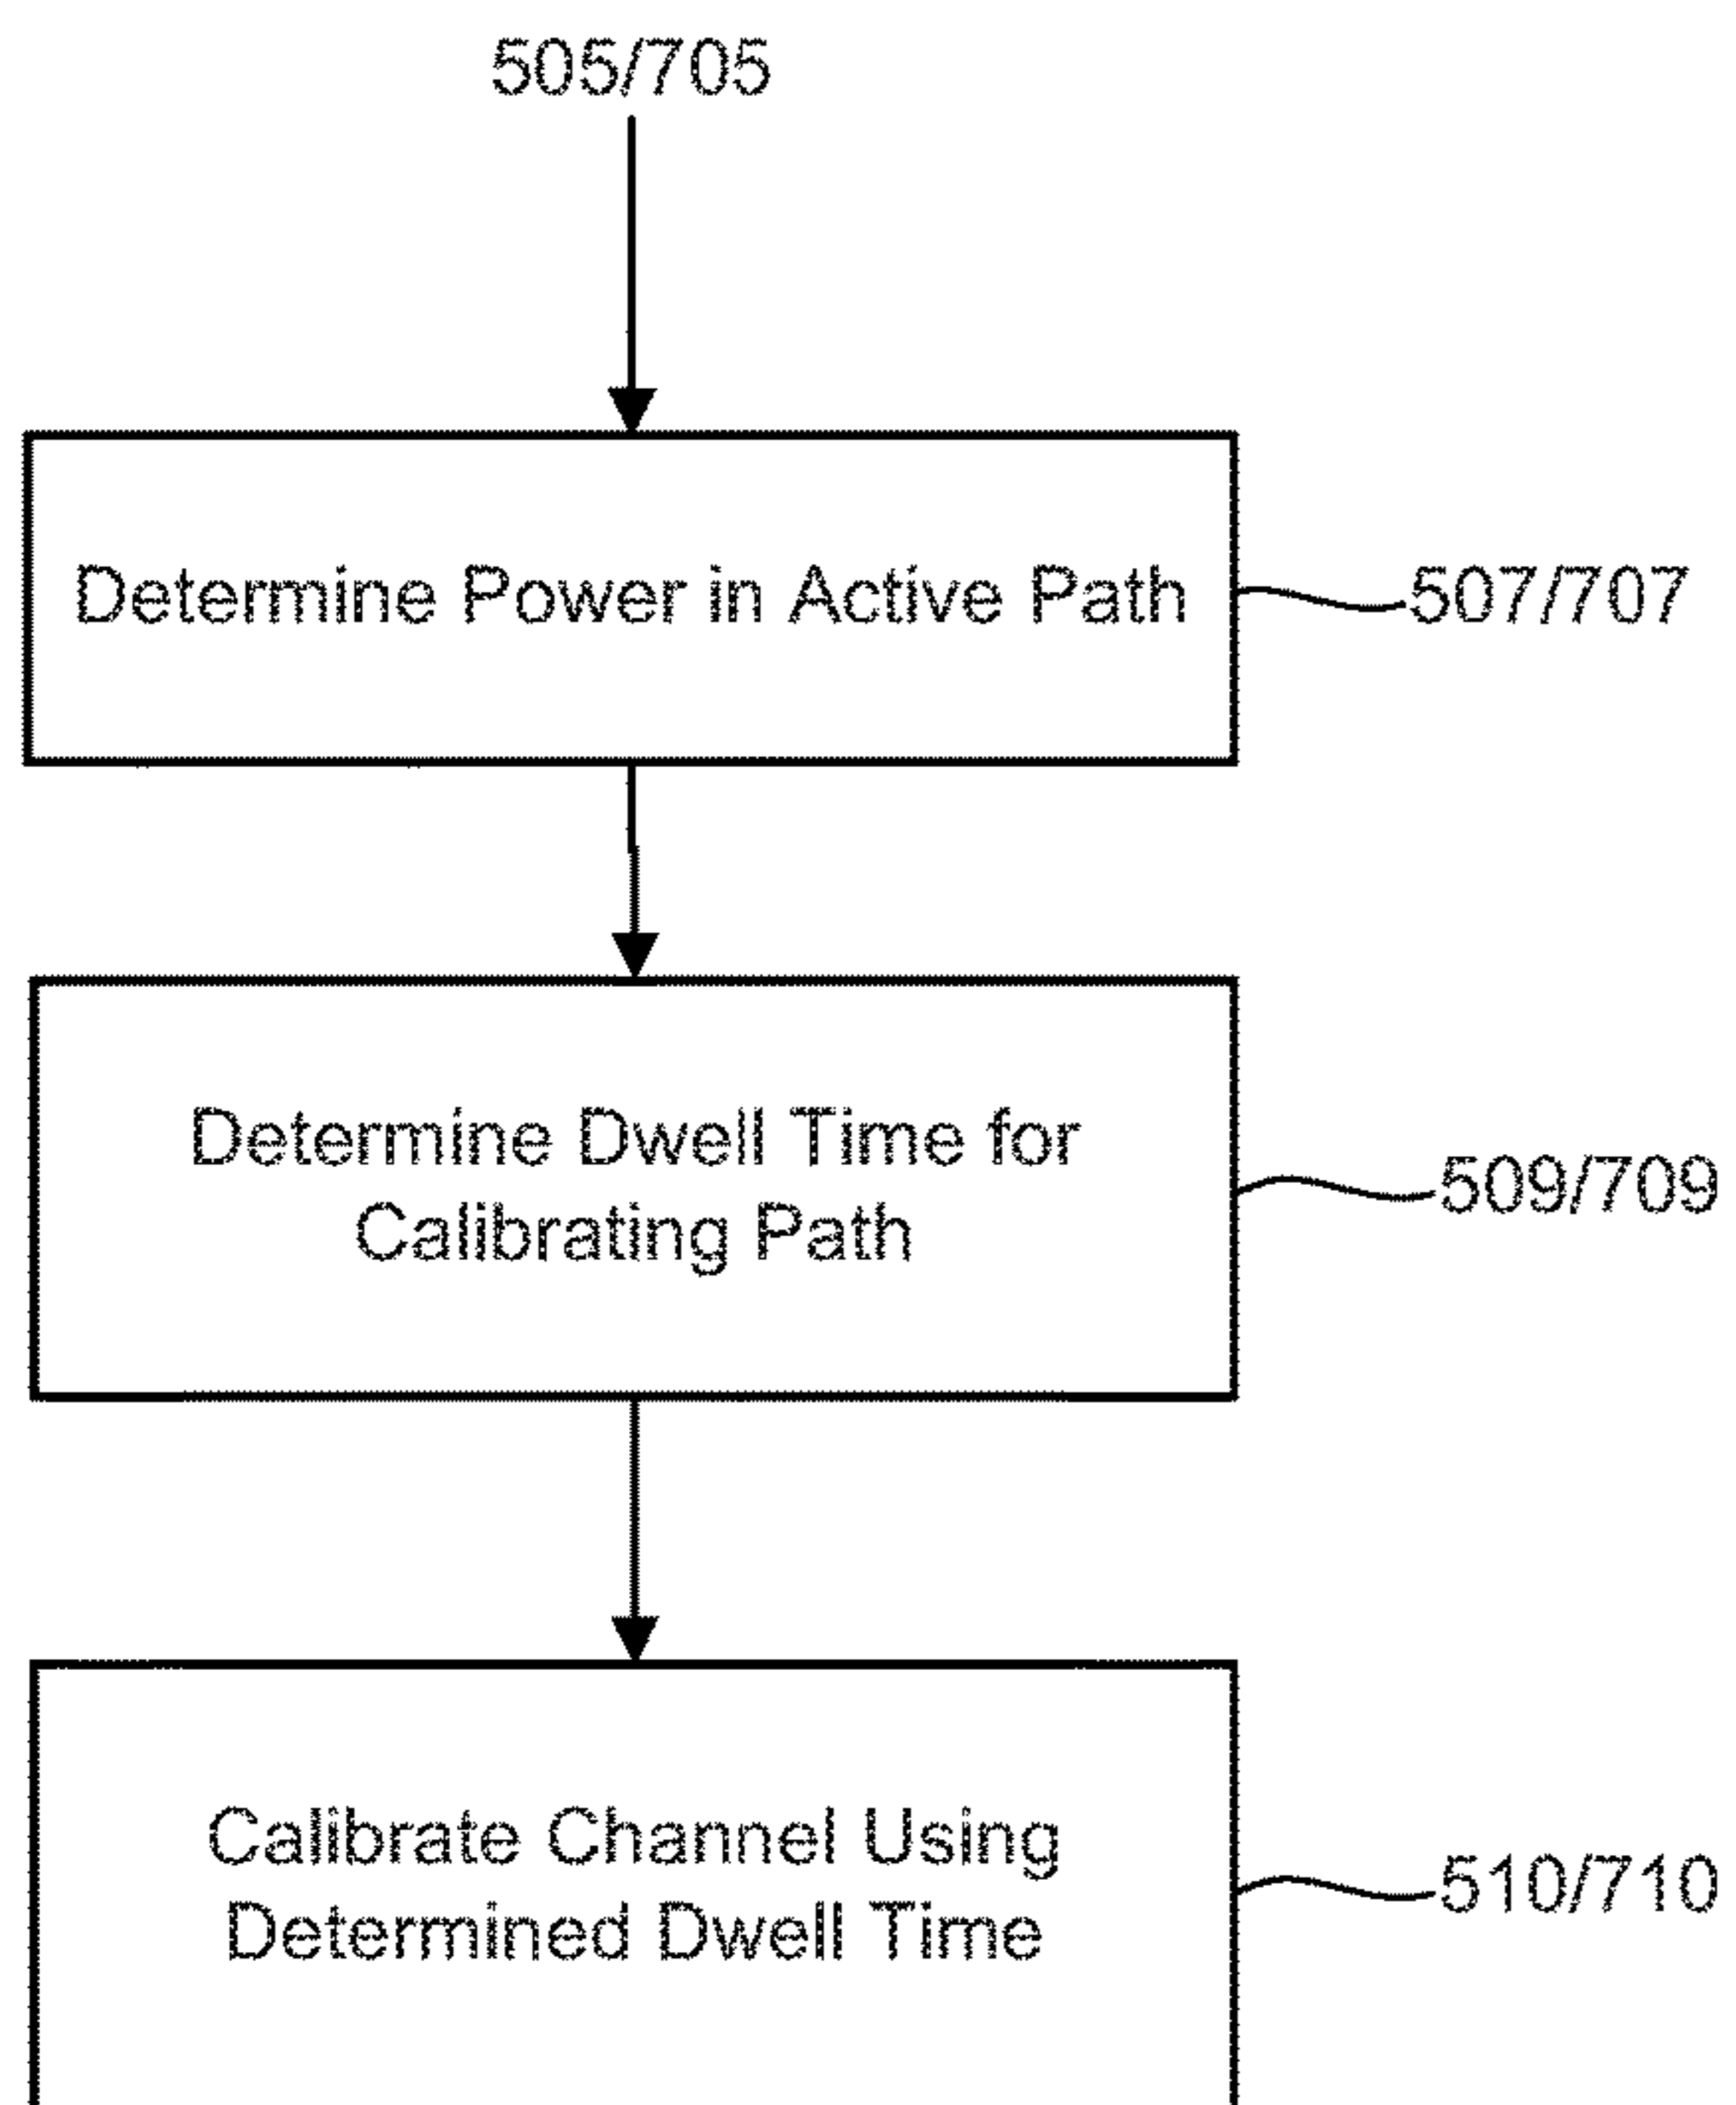 505/705
Determine Power in Active Path
507/707
Determine Dwell Time for
Calibrating Path
509/709
Calibrate Channel Using
Determined Dwell Time
510/710